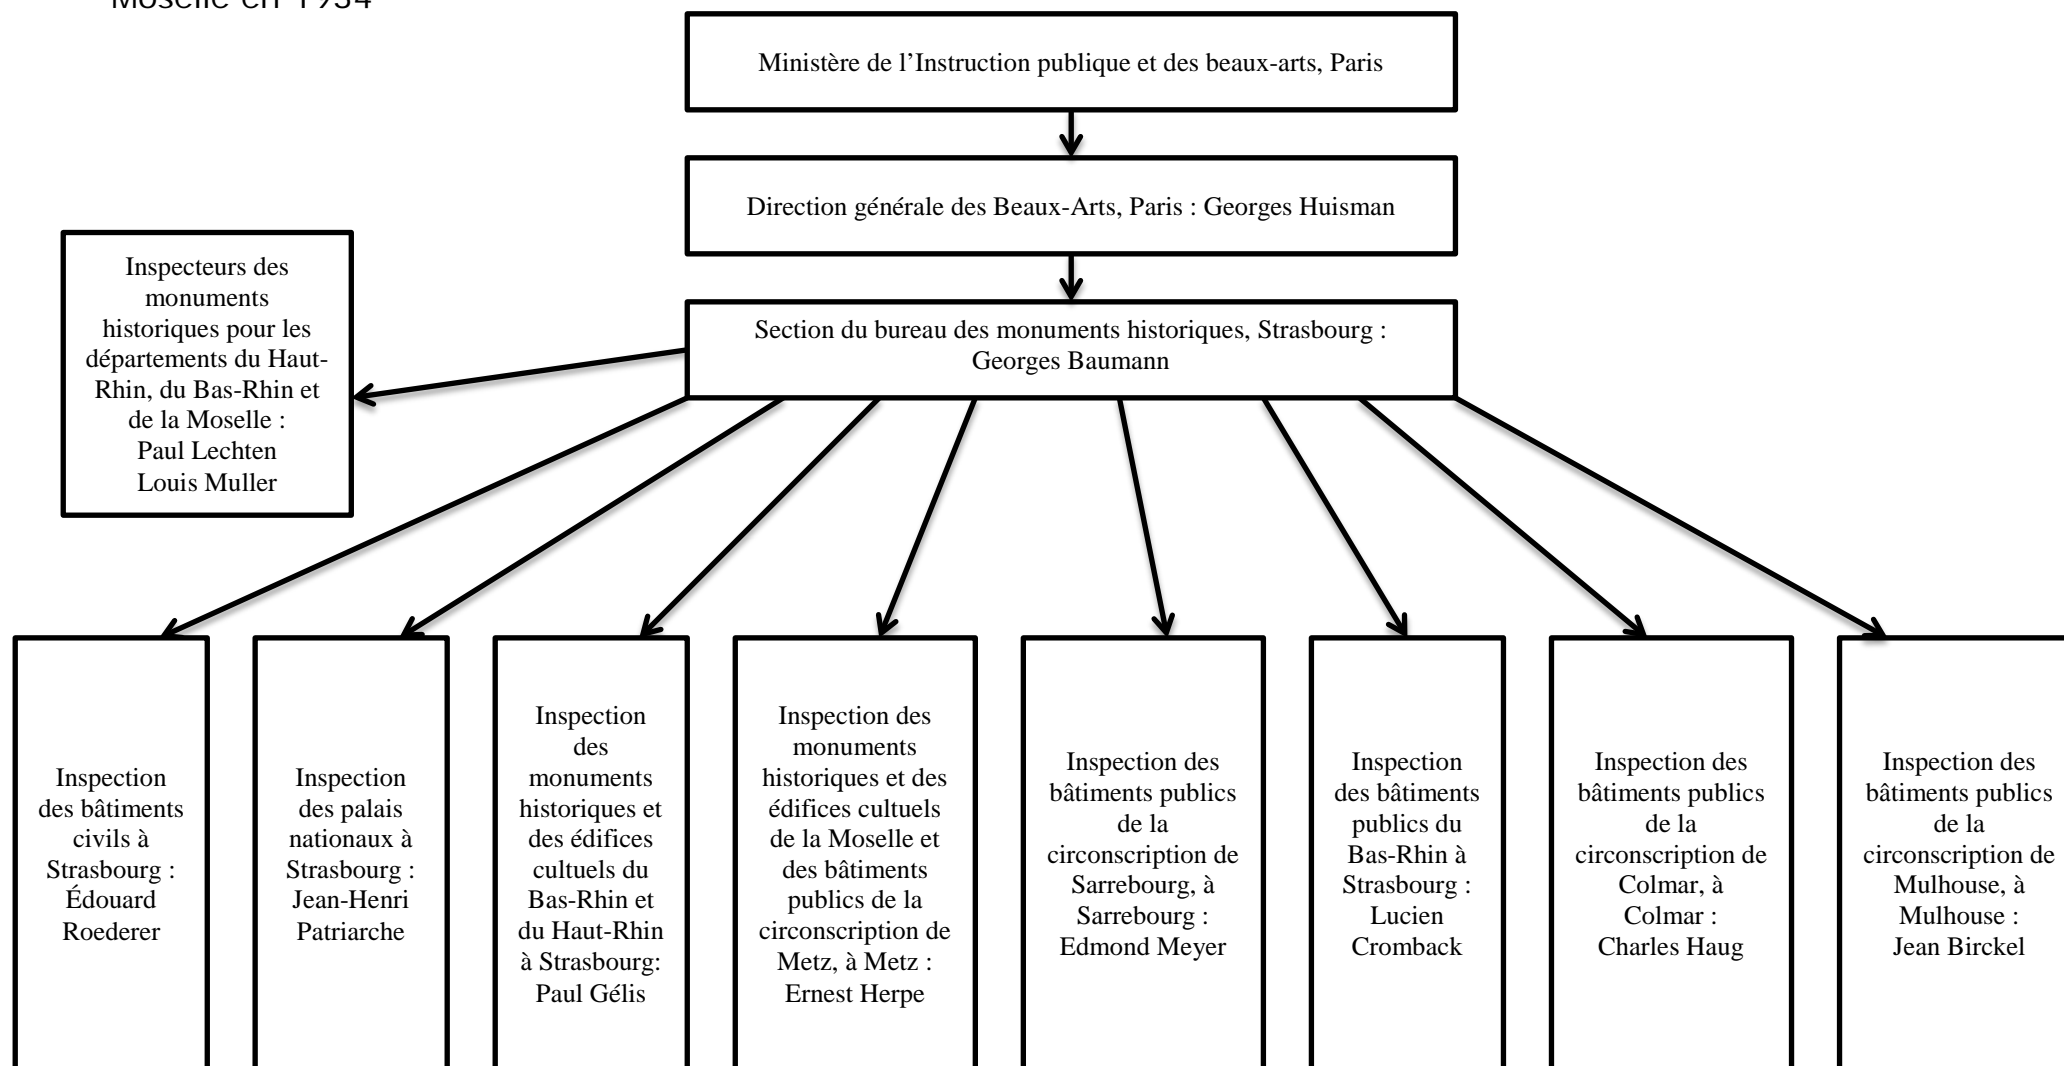 Moselle en 1934
Ministère de l’Instruction publique et des beaux-arts, Paris
Direction générale des Beaux-Arts, Paris : Georges Huisman
Inspecteurs des
monuments
historiques pour les
départements du Haut-
Rhin, du Bas-Rhin et
de la Moselle :
Paul Lechten
Louis Muller
Section du bureau des monuments historiques, Strasbourg :
Georges Baumann
Inspection
des bâtiments
civils à
Strasbourg :
Édouard
Roederer
Inspection
des palais
nationaux à
Strasbourg :
Jean-Henri
Patriarche
Inspection
des
monuments
historiques et
des édifices
cultuels du
Bas-Rhin et
du Haut-Rhin
à Strasbourg:
Paul Gélis
Inspection des
monuments
historiques et des
édifices cultuels
de la Moselle et
des bâtiments
publics de la
circonscription de
Metz, à Metz :
Ernest Herpe
Inspection des
bâtiments publics
de la
circonscription de
Sarrebourg, à
Sarrebourg :
Edmond Meyer
Inspection
des bâtiments
publics du
Bas-Rhin à
Strasbourg :
Lucien
Cromback
Inspection des
bâtiments publics
de la
circonscription de
Colmar, à
Colmar :
Charles Haug
Inspection des
bâtiments publics
de la
circonscription de
Mulhouse, à
Mulhouse :
Jean Birckel